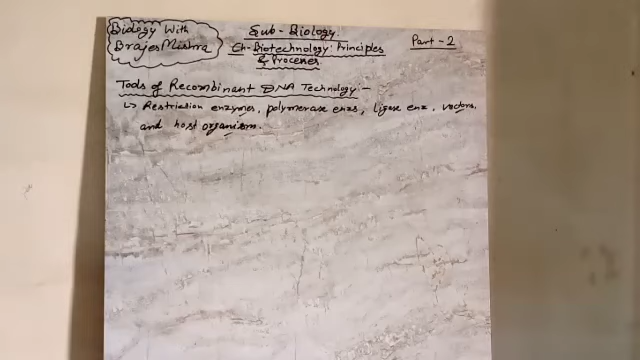 Biology With
Brajes Mishra
Sub- Biology.
Ch- Biotechnology: Principles
& Processes
Part-2
Tools of Recombinant DNA Technology:-
↳ Restriction enzymes, polymerase enzs, ligase enz, vectors,
and host organism.